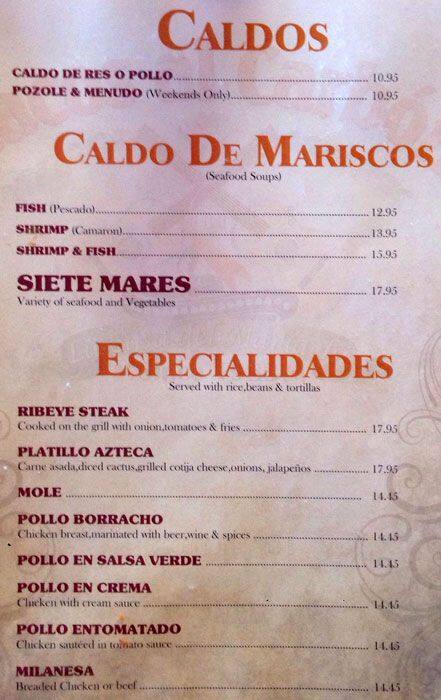 CALDOS
CALDO DE RES O POLLO 10.95
POZOLE & MENUDO (Weekends Only) 10.95
CALDO DE MARISCOS
(Seafood Soups)
FISH (Pescado) 12.95
SHRIMP (Camaron) 13.95
SHRIMP & FISH 15.95
SIETE MARES 17.95
Variety of seafood and Vegetables
ESPECIALIDADES
Served with rice,beans & tortillas
RIBEYE STEAK
Cooked on the grill with onion,tomatoes & fries 17.95
PLATILLO AZTECA
Carne asada,diced cactus,grilled cotija cheese,onions, jalapeños 17.95
MOLE 14.45
POLLO BORRACHO
Chicken breast,marinated with beer,wine & spices 14.45
POLLO EN SALSA VERDE 14.45
POLLO EN CREMA
Chicken with cream sauce 14.45
POLLO ENTOMATADO
Chicken sautéed in tomato sauce 14.45
MILANESA
Breaded Chicken or beef 14.45